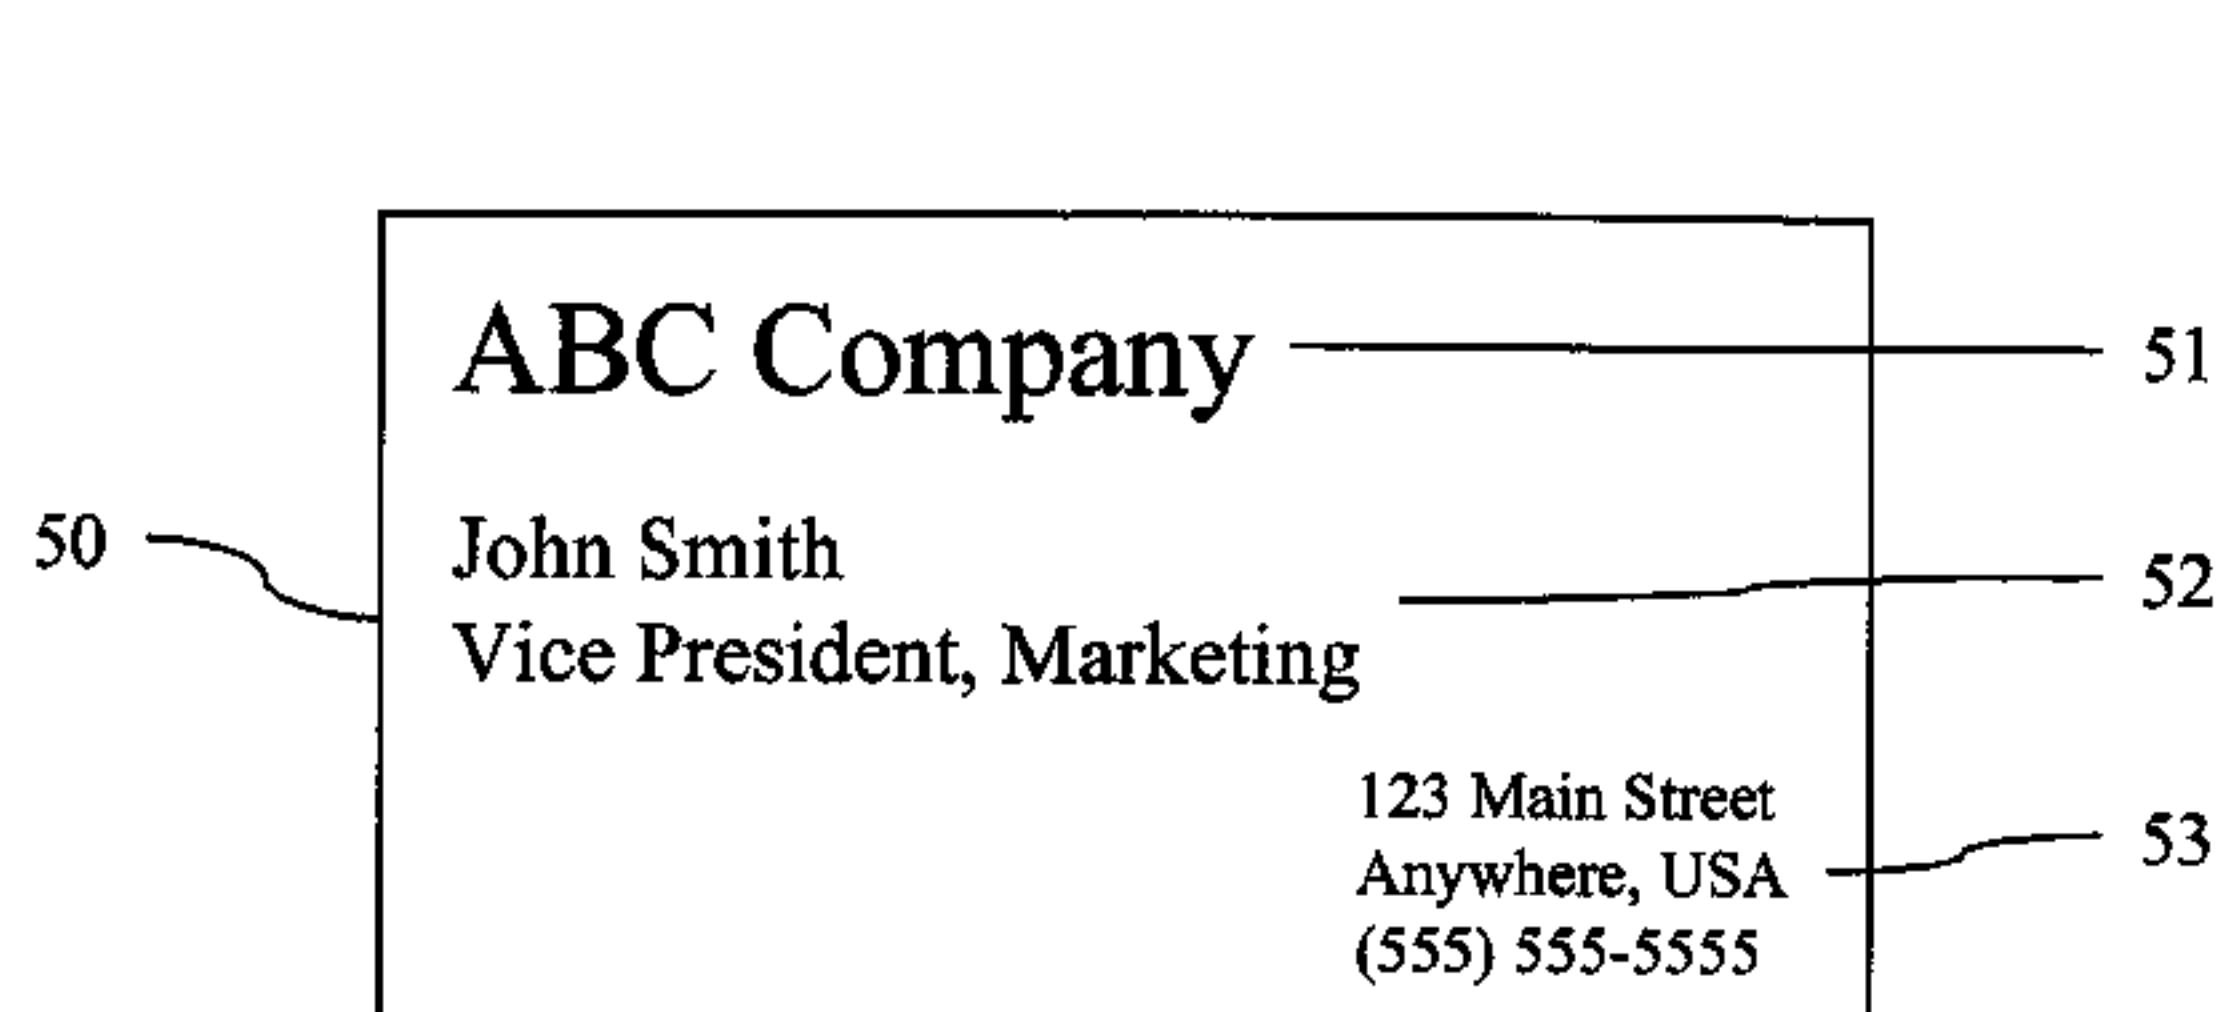 ABC Company
51
50
John Smith
52
Vice President, Marketing
123 Main Street
53
Anywhere, USA
(555) 555-5555